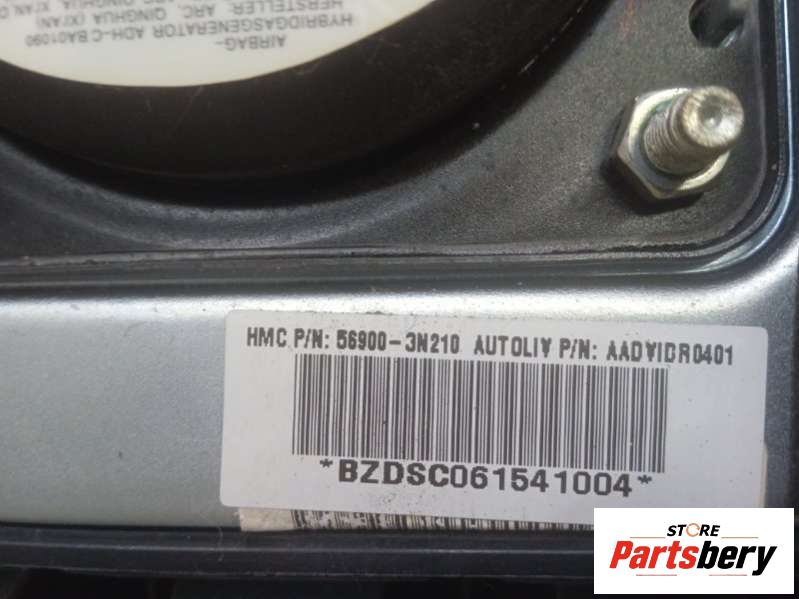 AIRBAG-
HYBRIDGASGENERATOR ADH-C BA01090
HERSTELLER: ARC, QINGHUA (XI'AN)
HMC P/N: 56900-3N210 AUTOLIV P/N: AADVIDR0401
*BZDSC061541004*
STORE
Partsbery